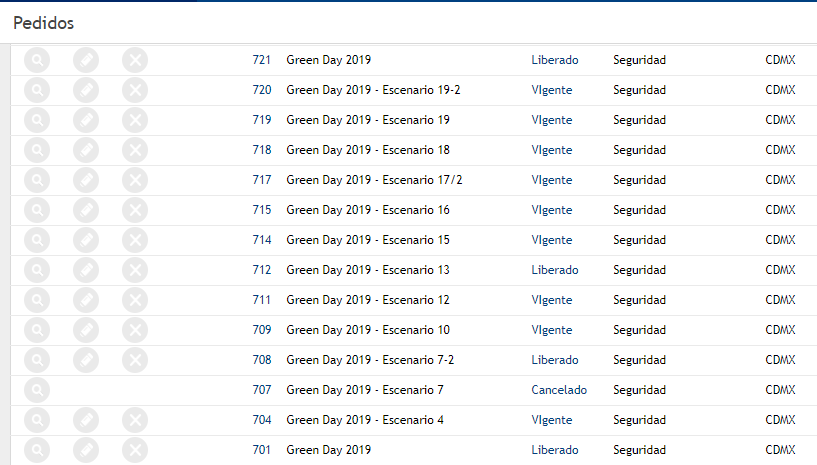 Pedidos
721 Green Day 2019 Liberado Seguridad CDMX
720 Green Day 2019 - Escenario 19-2 VIgente Seguridad CDMX
719 Green Day 2019 - Escenario 19 VIgente Seguridad CDMX
718 Green Day 2019 - Escenario 18 VIgente Seguridad CDMX
717 Green Day 2019 - Escenario 17/2 VIgente Seguridad CDMX
715 Green Day 2019 - Escenario 16 VIgente Seguridad CDMX
714 Green Day 2019 - Escenario 15 VIgente Seguridad CDMX
712 Green Day 2019 - Escenario 13 Liberado Seguridad CDMX
711 Green Day 2019 - Escenario 12 VIgente Seguridad CDMX
709 Green Day 2019 - Escenario 10 VIgente Seguridad CDMX
708 Green Day 2019 - Escenario 7-2 Liberado Seguridad CDMX
707 Green Day 2019 - Escenario 7 Cancelado Seguridad CDMX
704 Green Day 2019 - Escenario 4 VIgente Seguridad CDMX
701 Green Day 2019 Liberado Seguridad CDMX